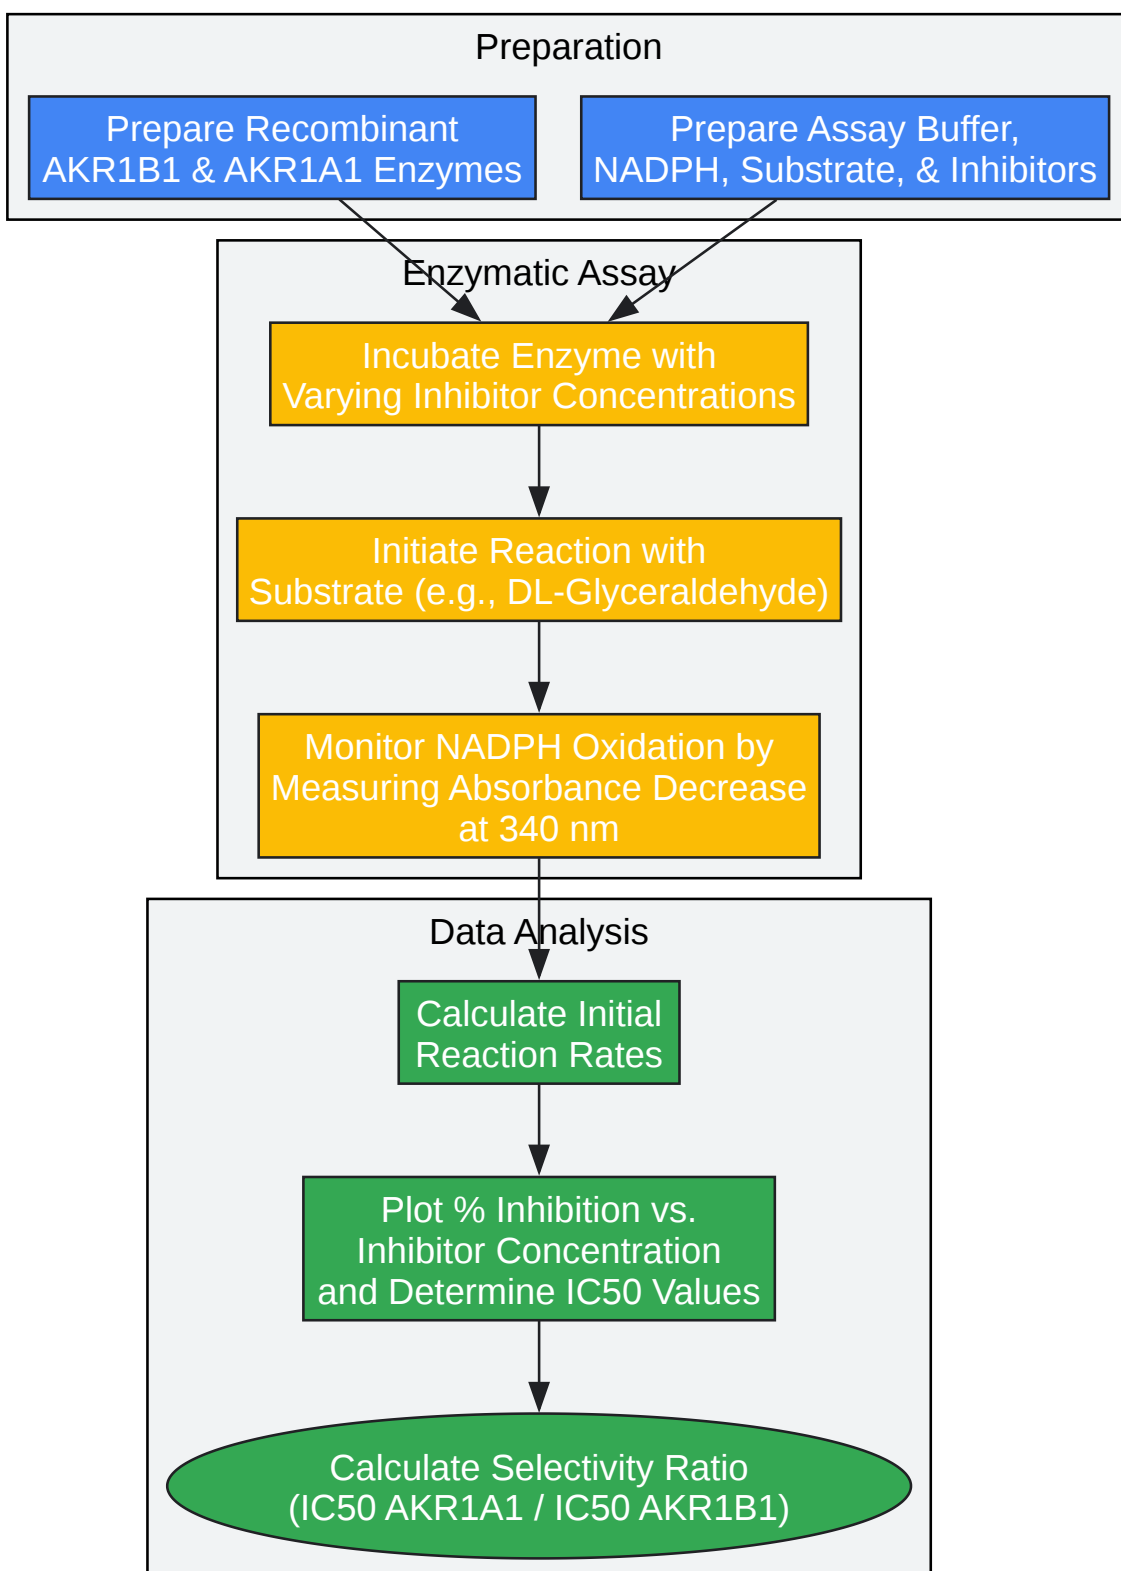 Preparation
Prepare Recombinant
AKR1B1 & AKR1A1 Enzymes
Prepare Assay Buffer,
NADPH, Substrate, & Inhibitors
Enzymatic Assay
Incubate Enzyme with
Varying Inhibitor Concentrations
Initiate Reaction with
Substrate (e.g., DL-Glyceraldehyde)
Monitor NADPH Oxidation by
Measuring Absorbance Decrease
at 340 nm
Data Analysis
Calculate Initial
Reaction Rates
Plot % Inhibition vs.
Inhibitor Concentration
and Determine IC50 Values
Calculate Selectivity Ratio
(IC50 AKR1A1 / IC50 AKR1B1)